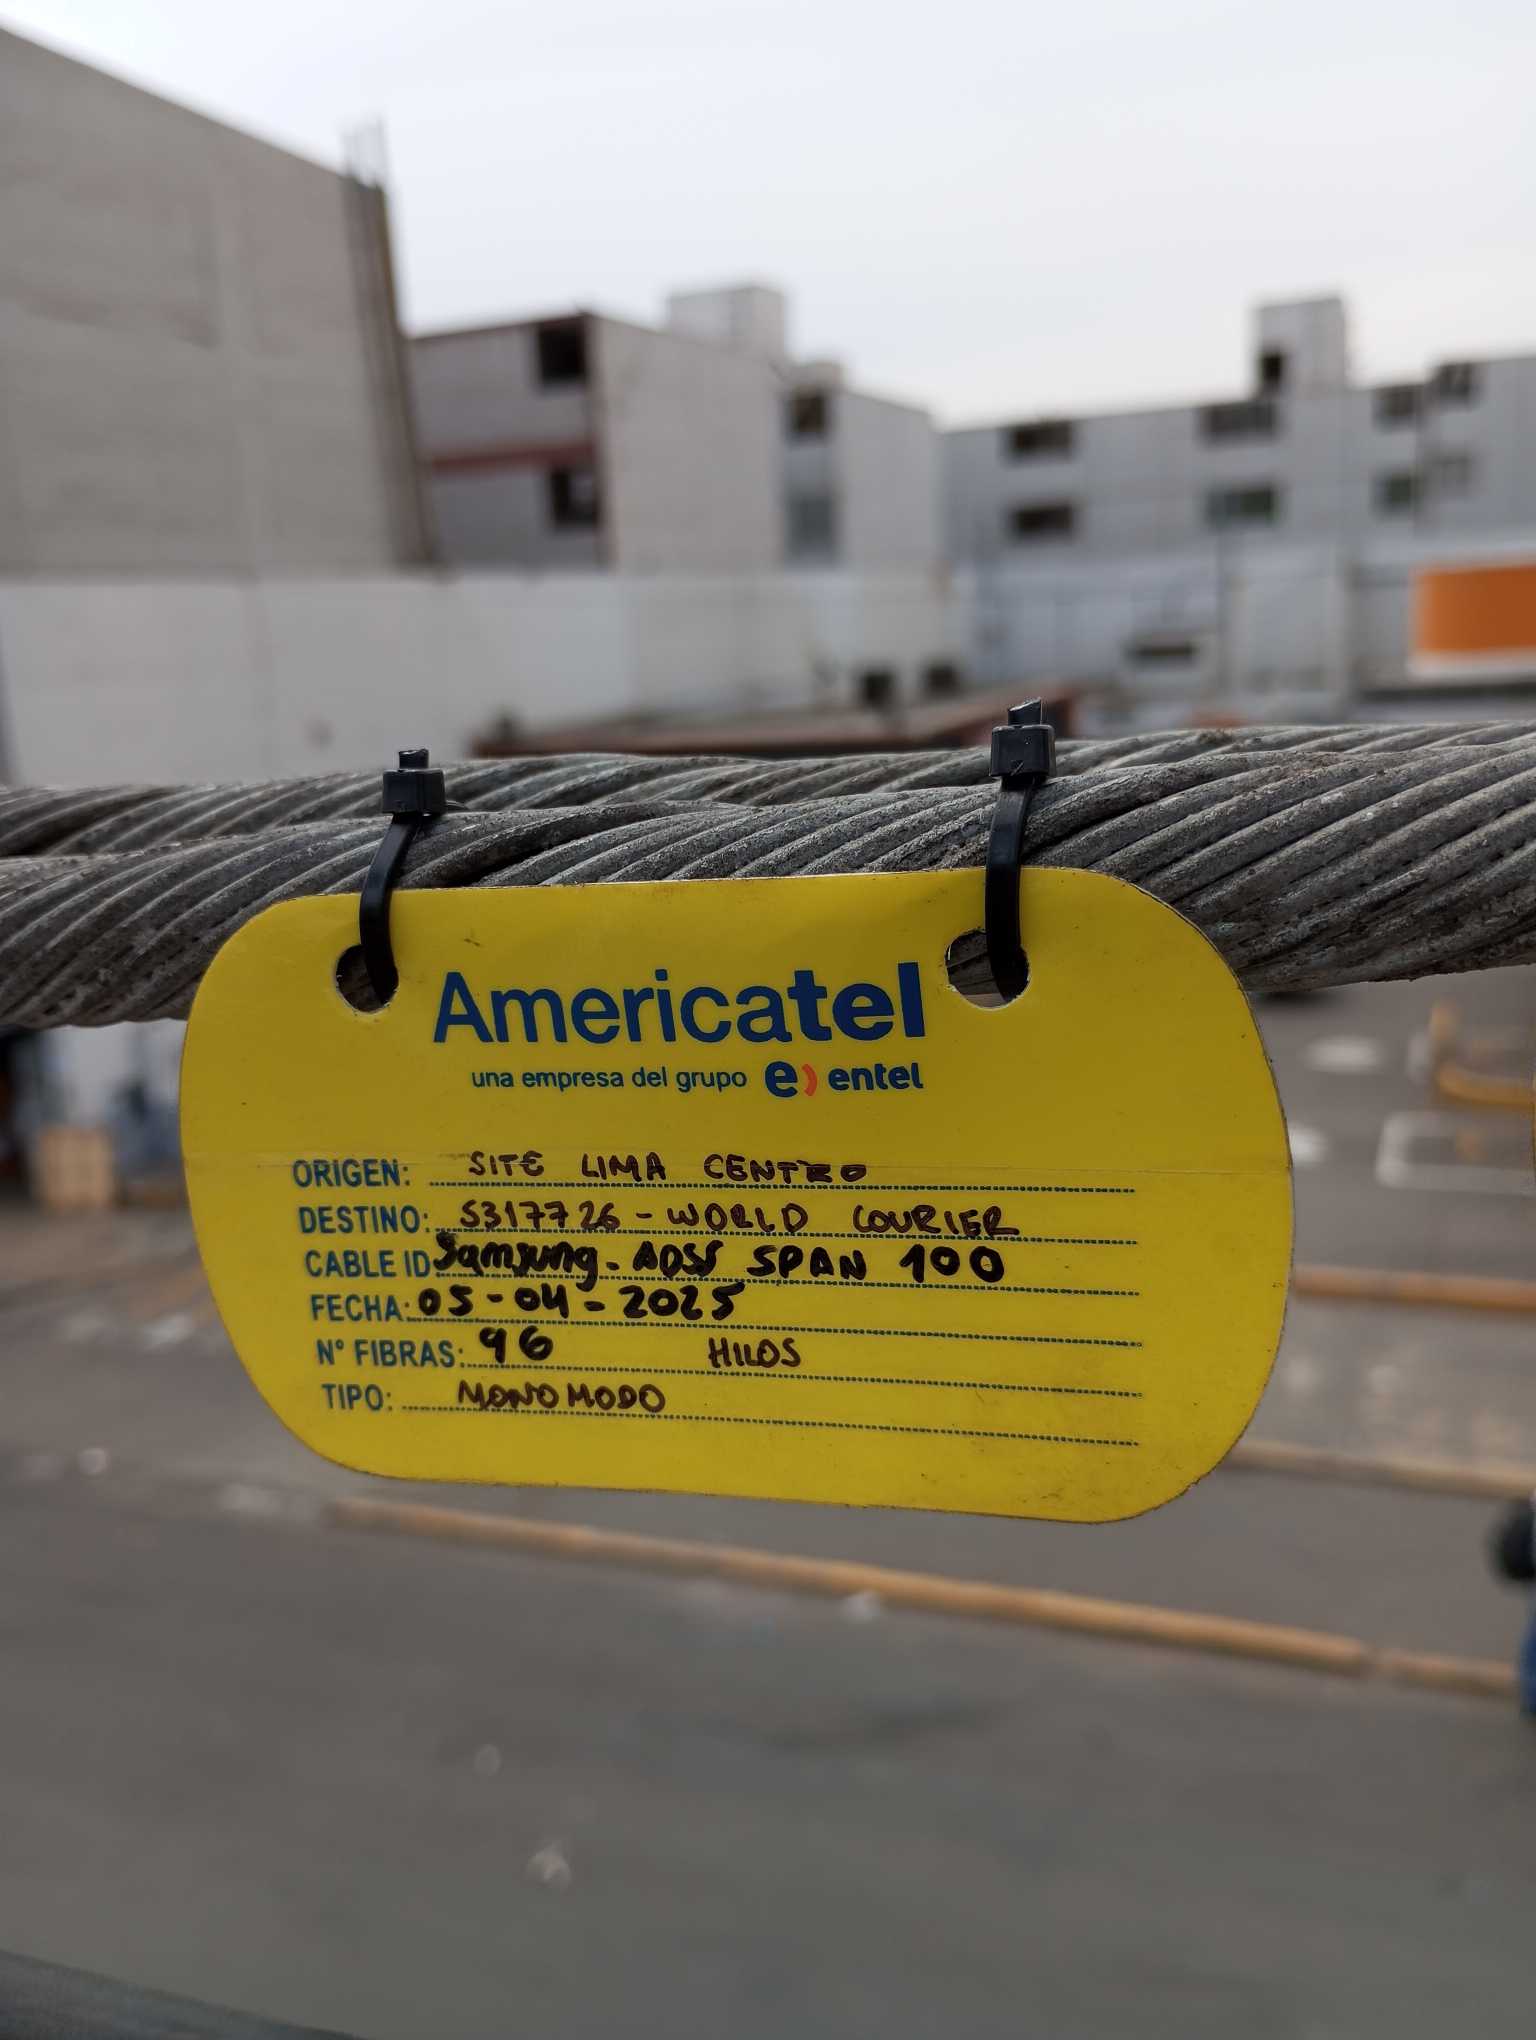 Americatel
una empresa del grupo e) entel
ORIGEN: SITE LIMA CENTRO
DESTINO: S317726 - WORLD COURIER
CABLE ID: Samsung - ADSS SPAN 100
FECHA: 05-04-2025
N° FIBRAS: 96 HILOS
TIPO: MONOMODO